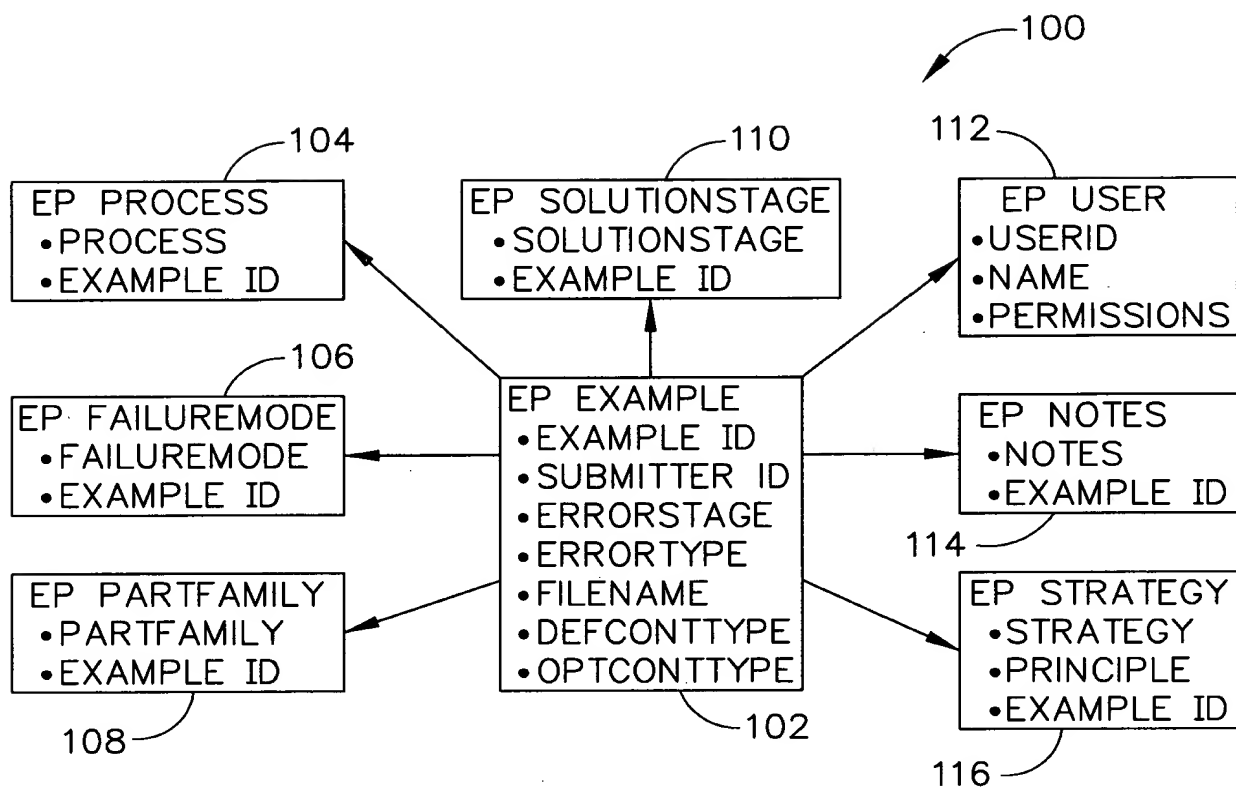 100
104
EP PROCESS
•PROCESS
•EXAMPLE ID
110
EP SOLUTIONSTAGE
•SOLUTIONSTAGE
•EXAMPLE ID
112
EP USER
•USERID
•NAME
•PERMISSIONS
106
EP FAILUREMODE
•FAILUREMODE
•EXAMPLE ID
EP EXAMPLE
•EXAMPLE ID
•SUBMITTER ID
•ERRORSTAGE
•ERRORTYPE
•FILENAME
•DEFCONTTYPE
•OPTCONTTYPE
102
EP NOTES
•NOTES
•EXAMPLE ID
114
EP PARTFAMILY
•PARTFAMILY
•EXAMPLE ID
108
EP STRATEGY
•STRATEGY
•PRINCIPLE
•EXAMPLE ID
116